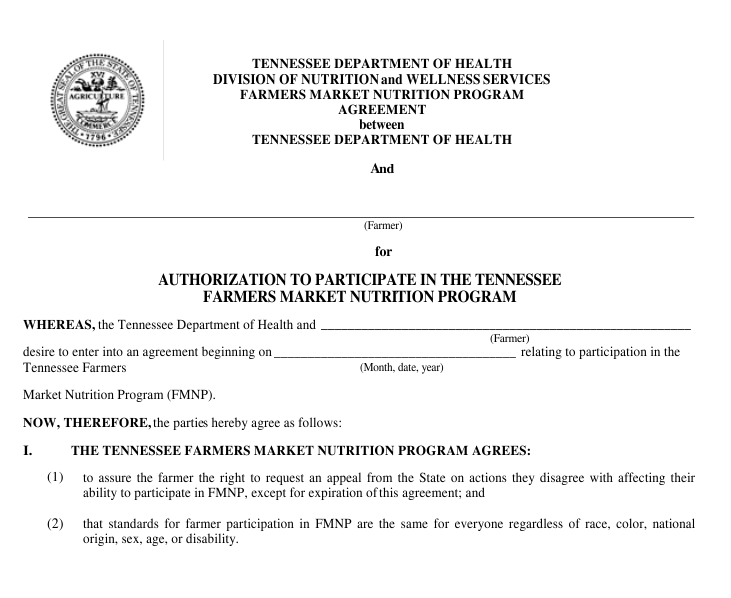 THE GREAT SEAL OF THE STATE OF TENNESSEE
XVI
AGRICULTURE
COMMERCE
1796
TENNESSEE DEPARTMENT OF HEALTH
DIVISION OF NUTRITION and WELLNESS SERVICES
FARMERS MARKET NUTRITION PROGRAM
AGREEMENT
between
TENNESSEE DEPARTMENT OF HEALTH
And
(Farmer)
for
AUTHORIZATION TO PARTICIPATE IN THE TENNESSEE
FARMERS MARKET NUTRITION PROGRAM
WHEREAS, the Tennessee Department of Health and ____________________
(Farmer)
desire to enter into an agreement beginning on ____________________ relating to participation in the
Tennessee Farmers
(Month, date, year)
Market Nutrition Program (FMNP).
NOW, THEREFORE, the parties hereby agree as follows:
I. THE TENNESSEE FARMERS MARKET NUTRITION PROGRAM AGREES:
(1) to assure the farmer the right to request an appeal from the State on actions they disagree with affecting their
ability to participate in FMNP, except for expiration of this agreement; and
(2) that standards for farmer participation in FMNP are the same for everyone regardless of race, color, national
origin, sex, age, or disability.